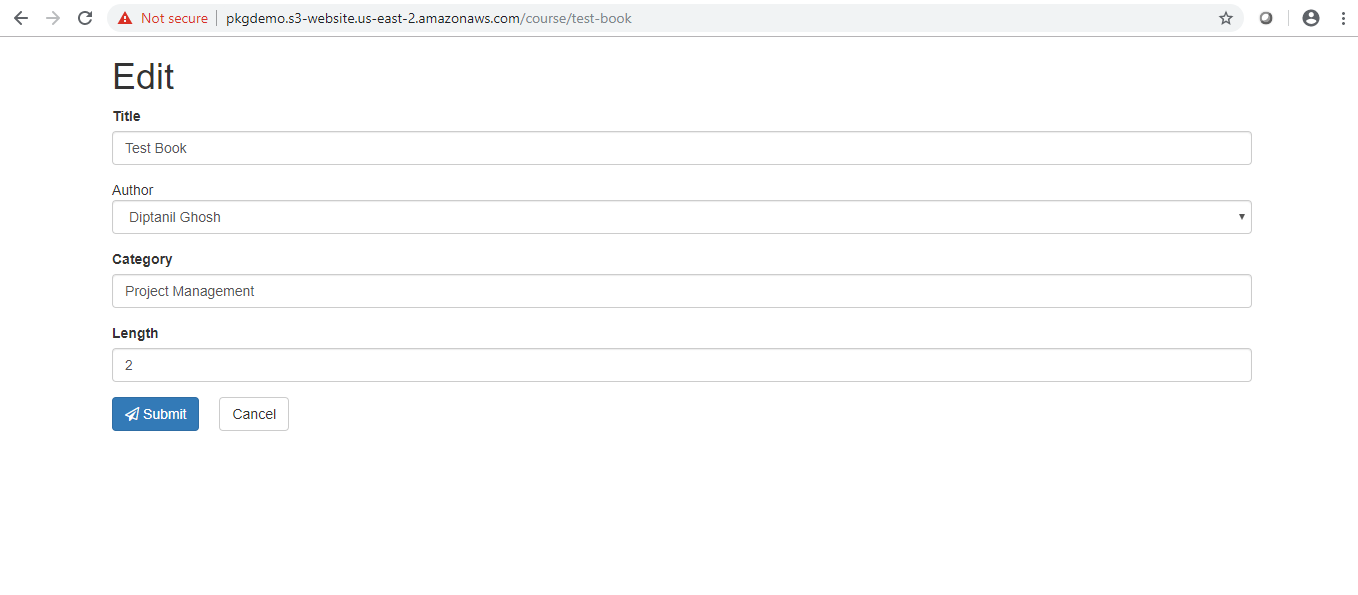 Not secure pkgdemo.s3-website.us-east-2.amazonaws.com/course/test-book
Edit
Title
Test Book
Author
Diptanil Ghosh
Category
Project Management
Length
2
Submit Cancel